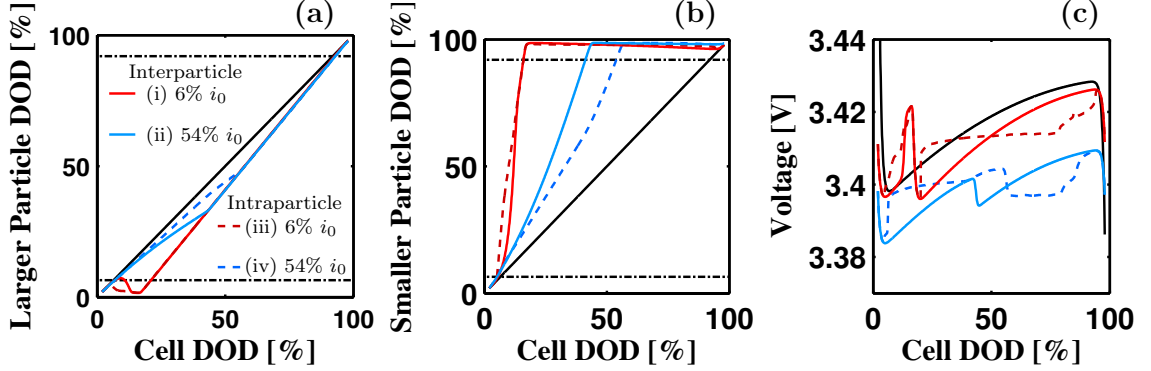 (a)
Larger Particle DOD [%]
100
50
0
Interparticle
(i) 6% i₀
(ii) 54% i₀
Intraparticle
(iii) 6% i₀
(iv) 54% i₀
0 50 100
Cell DOD [%]
(b)
Smaller Particle DOD [%]
100
50
0
0 50 100
Cell DOD [%]
(c)
Voltage [V]
3.44
3.42
3.4
3.38
0 50 100
Cell DOD [%]